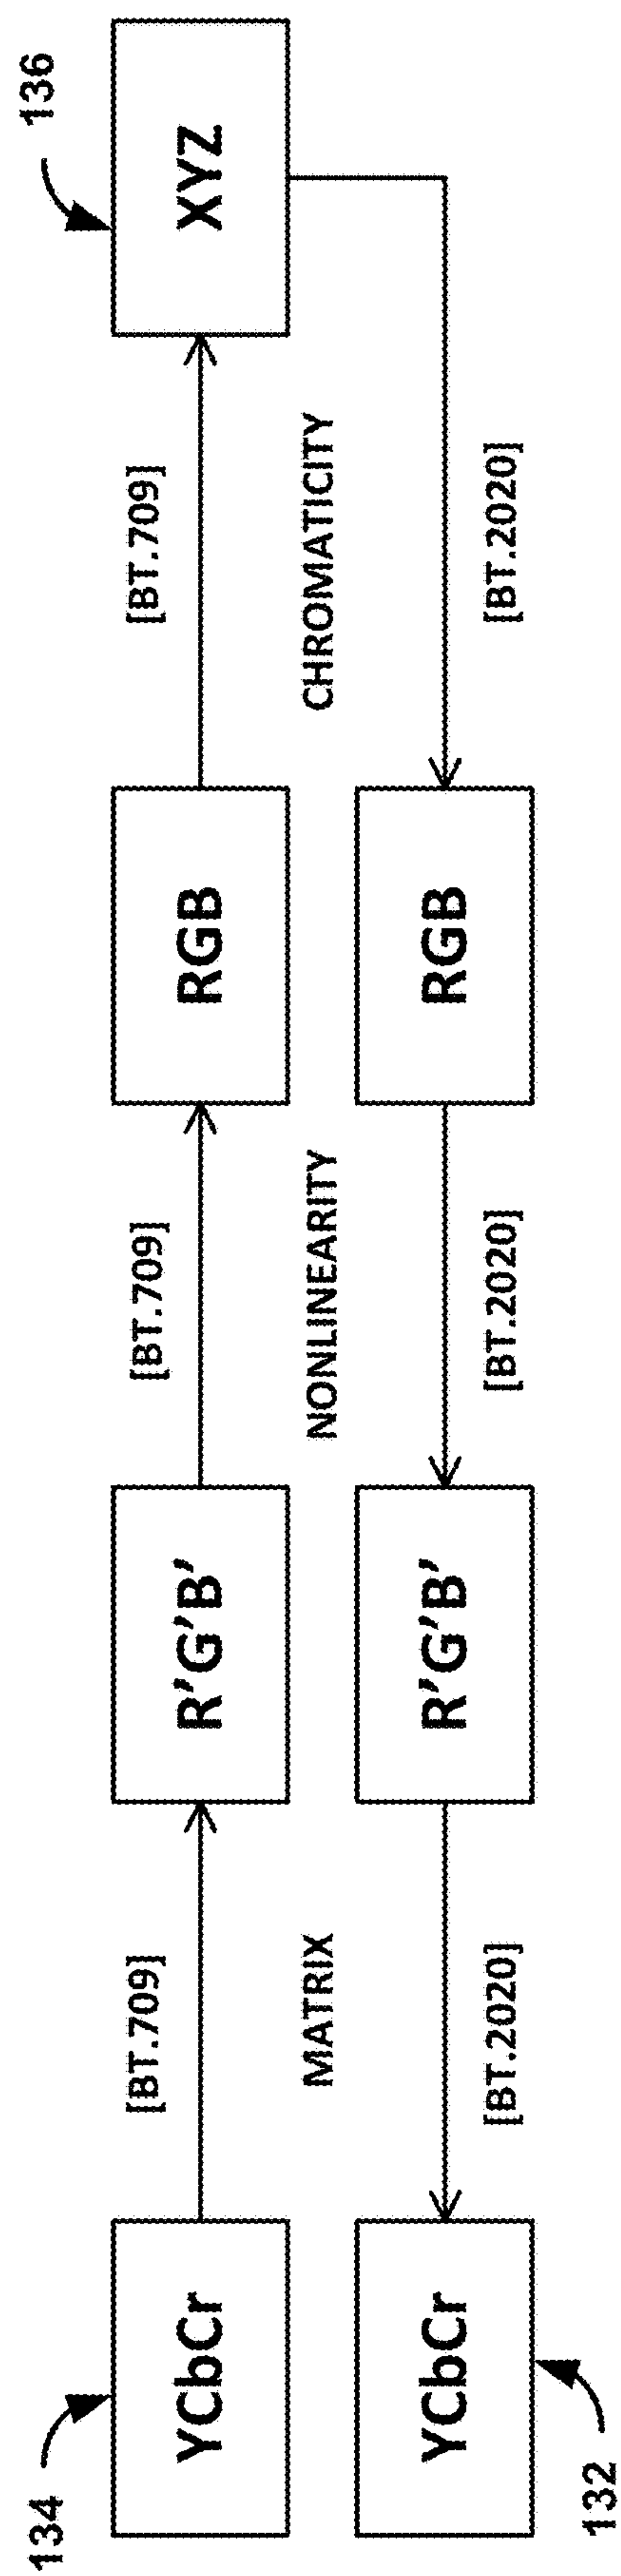 134
YCbCr
[BT.709]
R'G'B'
[BT.709]
RGB
[BT.709]
XYZ
136
MATRIX
NONLINEARITY
CHROMATICITY
132
YCbCr
[BT.2020]
R'G'B'
[BT.2020]
RGB
[BT.2020]